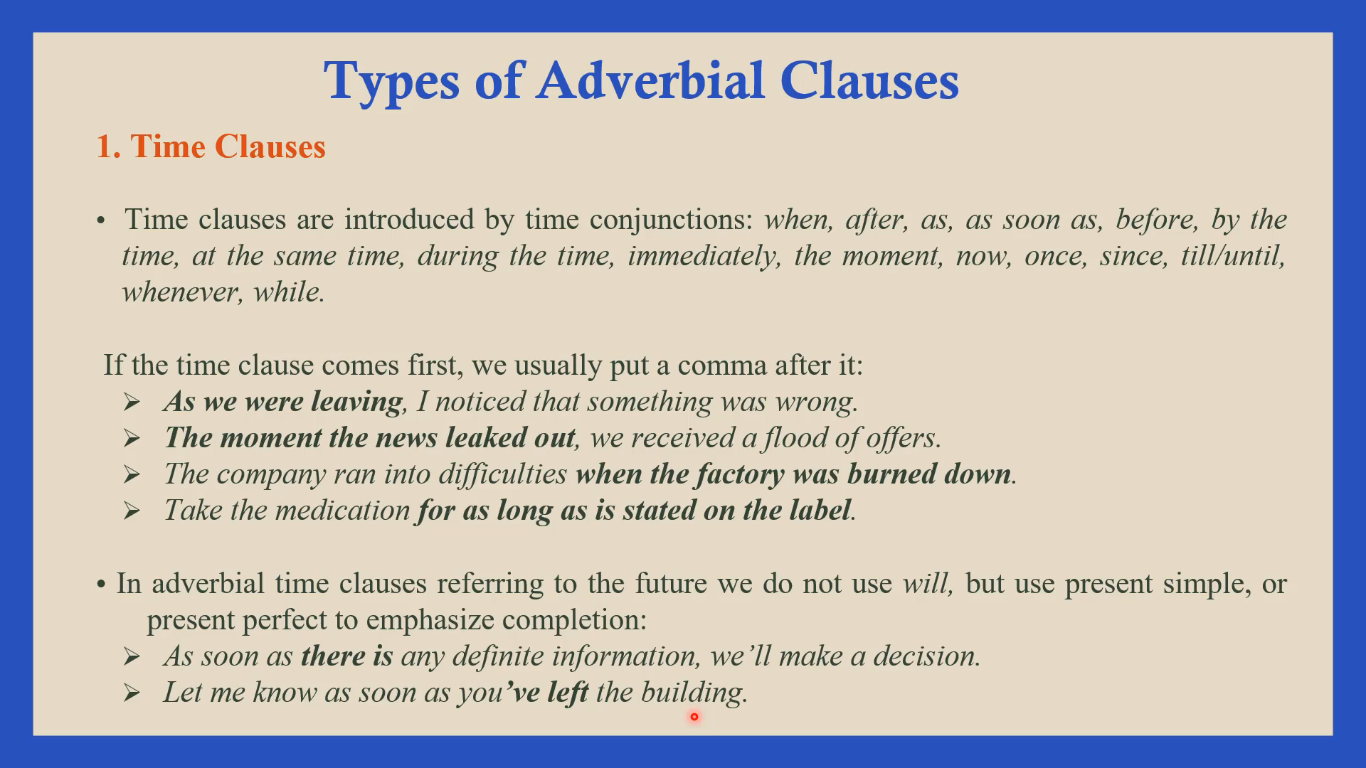 Types of Adverbial Clauses
1. Time Clauses
• Time clauses are introduced by time conjunctions: when, after, as, as soon as, before, by the
time, at the same time, during the time, immediately, the moment, now, once, since, till/until,
whenever, while.
If the time clause comes first, we usually put a comma after it:
➢ As we were leaving, I noticed that something was wrong.
➢ The moment the news leaked out, we received a flood of offers.
➢ The company ran into difficulties when the factory was burned down.
➢ Take the medication for as long as is stated on the label.
• In adverbial time clauses referring to the future we do not use will, but use present simple, or
present perfect to emphasize completion:
➢ As soon as there is any definite information, we’ll make a decision.
➢ Let me know as soon as you’ve left the building.